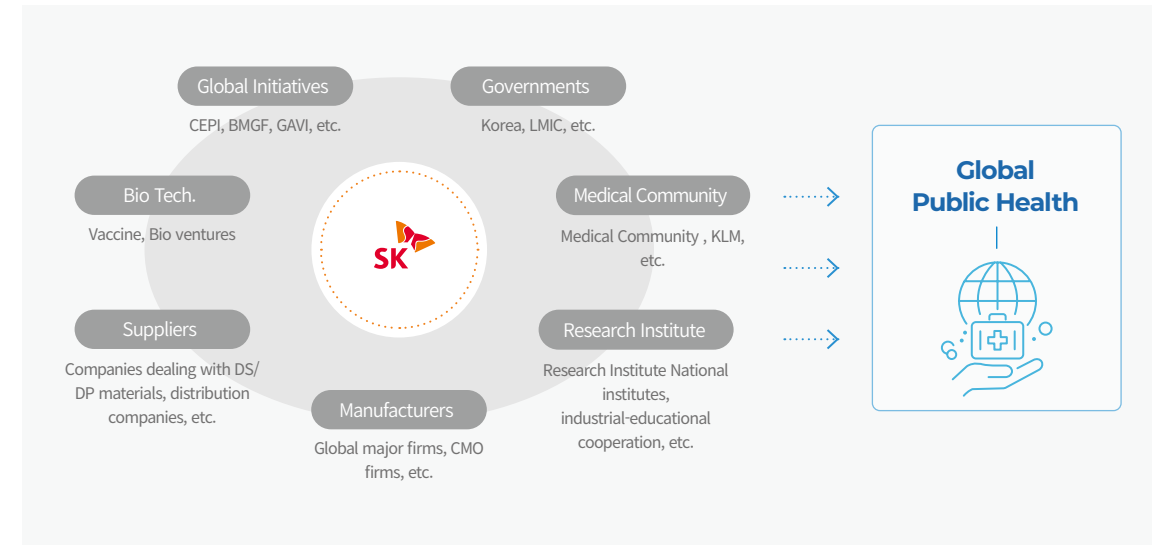 Global Initiatives
CEPI, BMGF, GAVI, etc.
Governments
Korea, LMIC, etc.
Bio Tech.
Vaccine, Bio ventures
SK
Medical Community
Medical Community , KLM,
etc.
Suppliers
Companies dealing with DS/
DP materials, distribution
companies, etc.
Manufacturers
Global major firms, CMO
firms, etc.
Research Institute
Research Institute National
institutes,
industrial-educational
cooperation, etc.
Global
Public Health